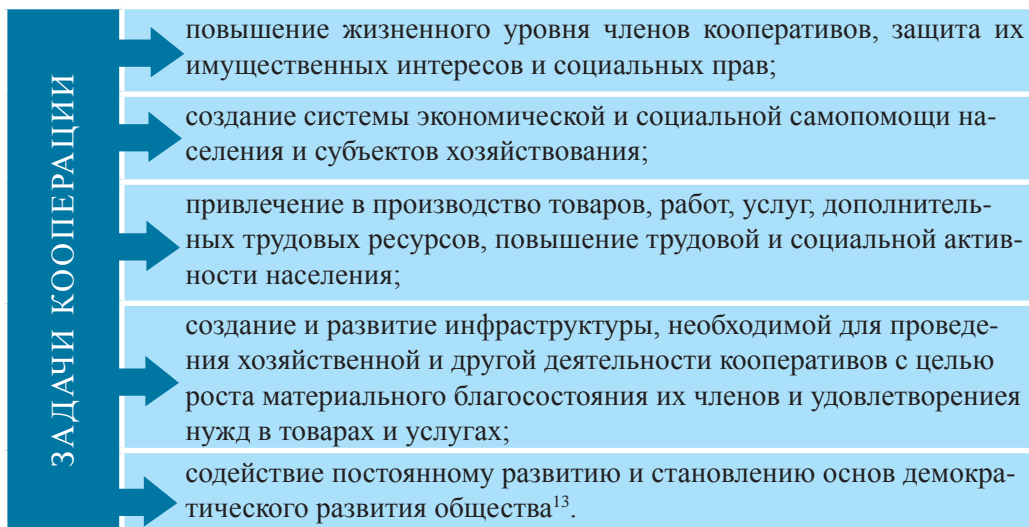 ЗАДАЧИ КООПЕРАЦИИ
повышение жизненного уровня членов кооперативов, защита их
имущественных интересов и социальных прав;
создание системы экономической и социальной самопомощи на-
селения и субъектов хозяйствования;
привлечение в производство товаров, работ, услуг, дополнитель-
ных трудовых ресурсов, повышение трудовой и социальной актив-
ности населения;
создание и развитие инфраструктуры, необходимой для проведе-
ния хозяйственной и другой деятельности кооперативов с целью
роста материального благосостояния их членов и удовлетворениея
нужд в товарах и услугах;
содействие постоянному развитию и становлению основ демокра-
тического развития общества¹³.